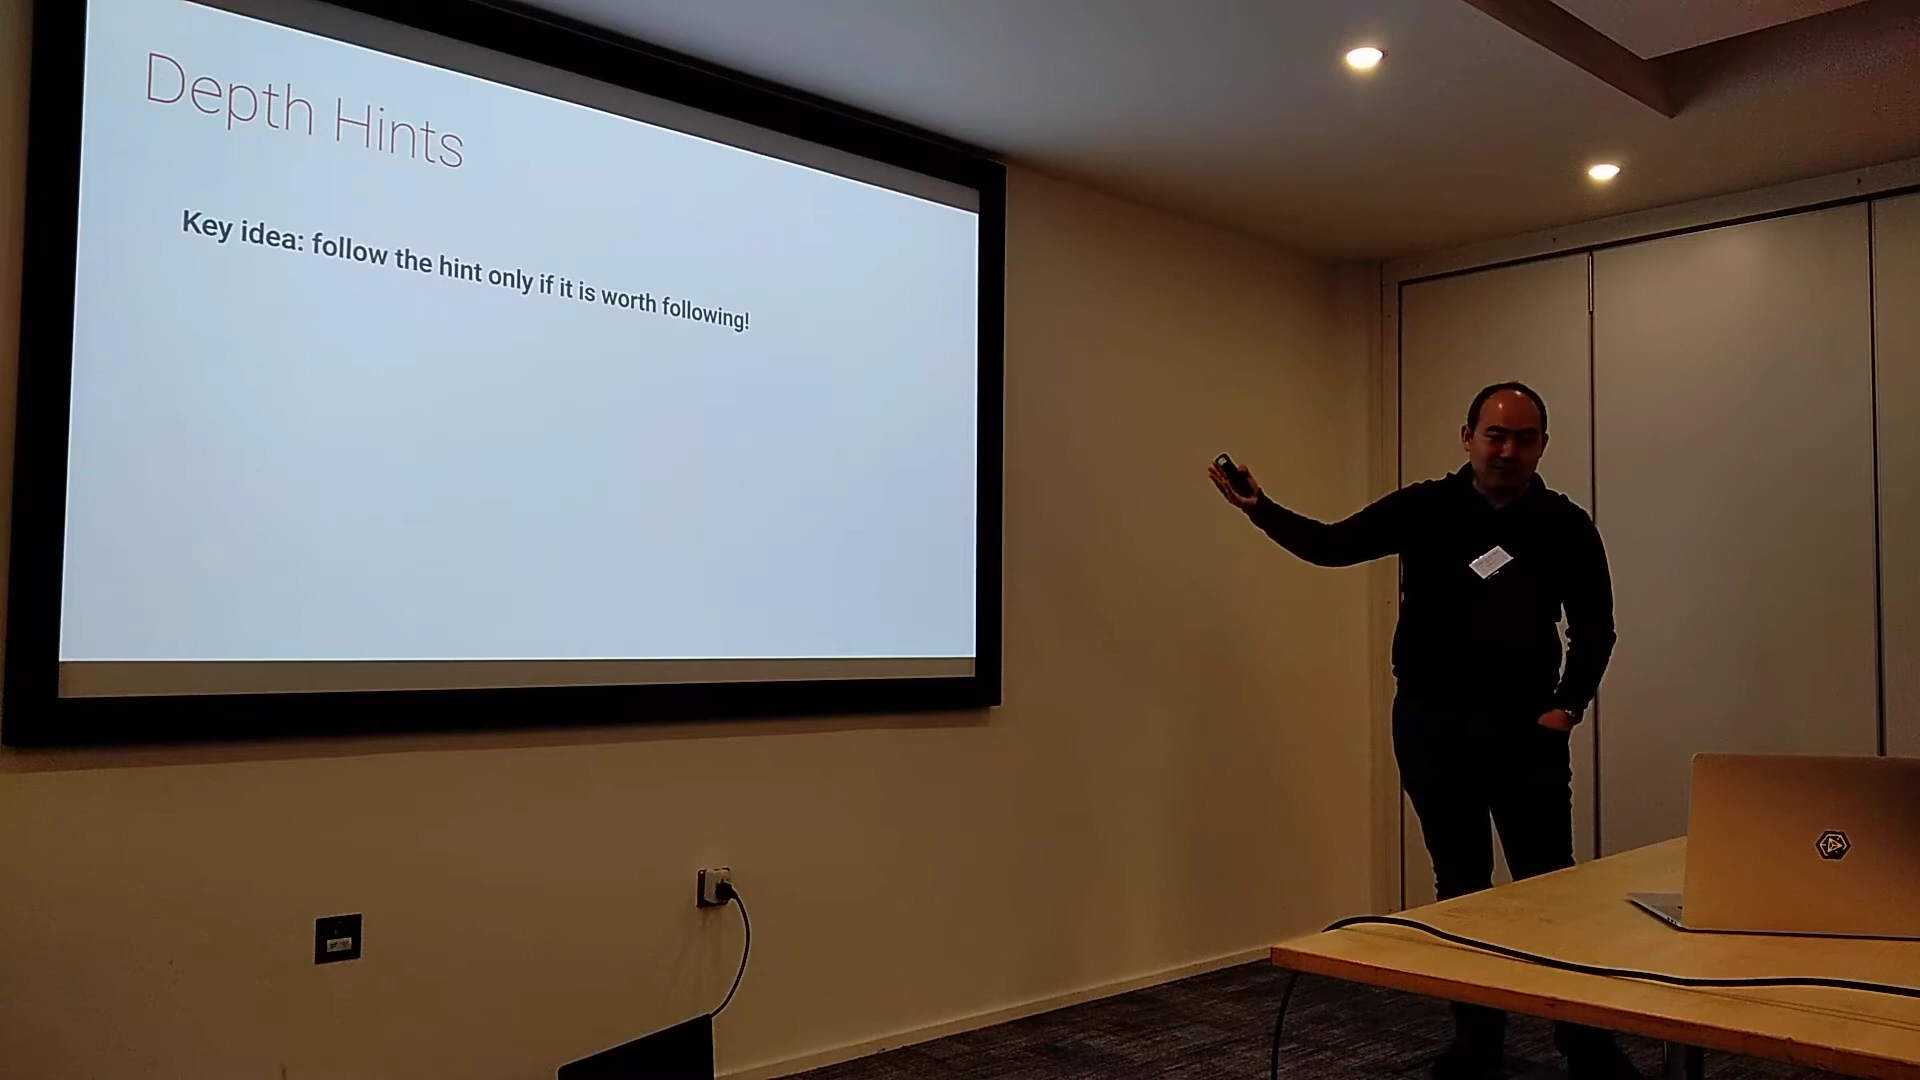 Depth Hints
Key idea: follow the hint only if it is worth following!